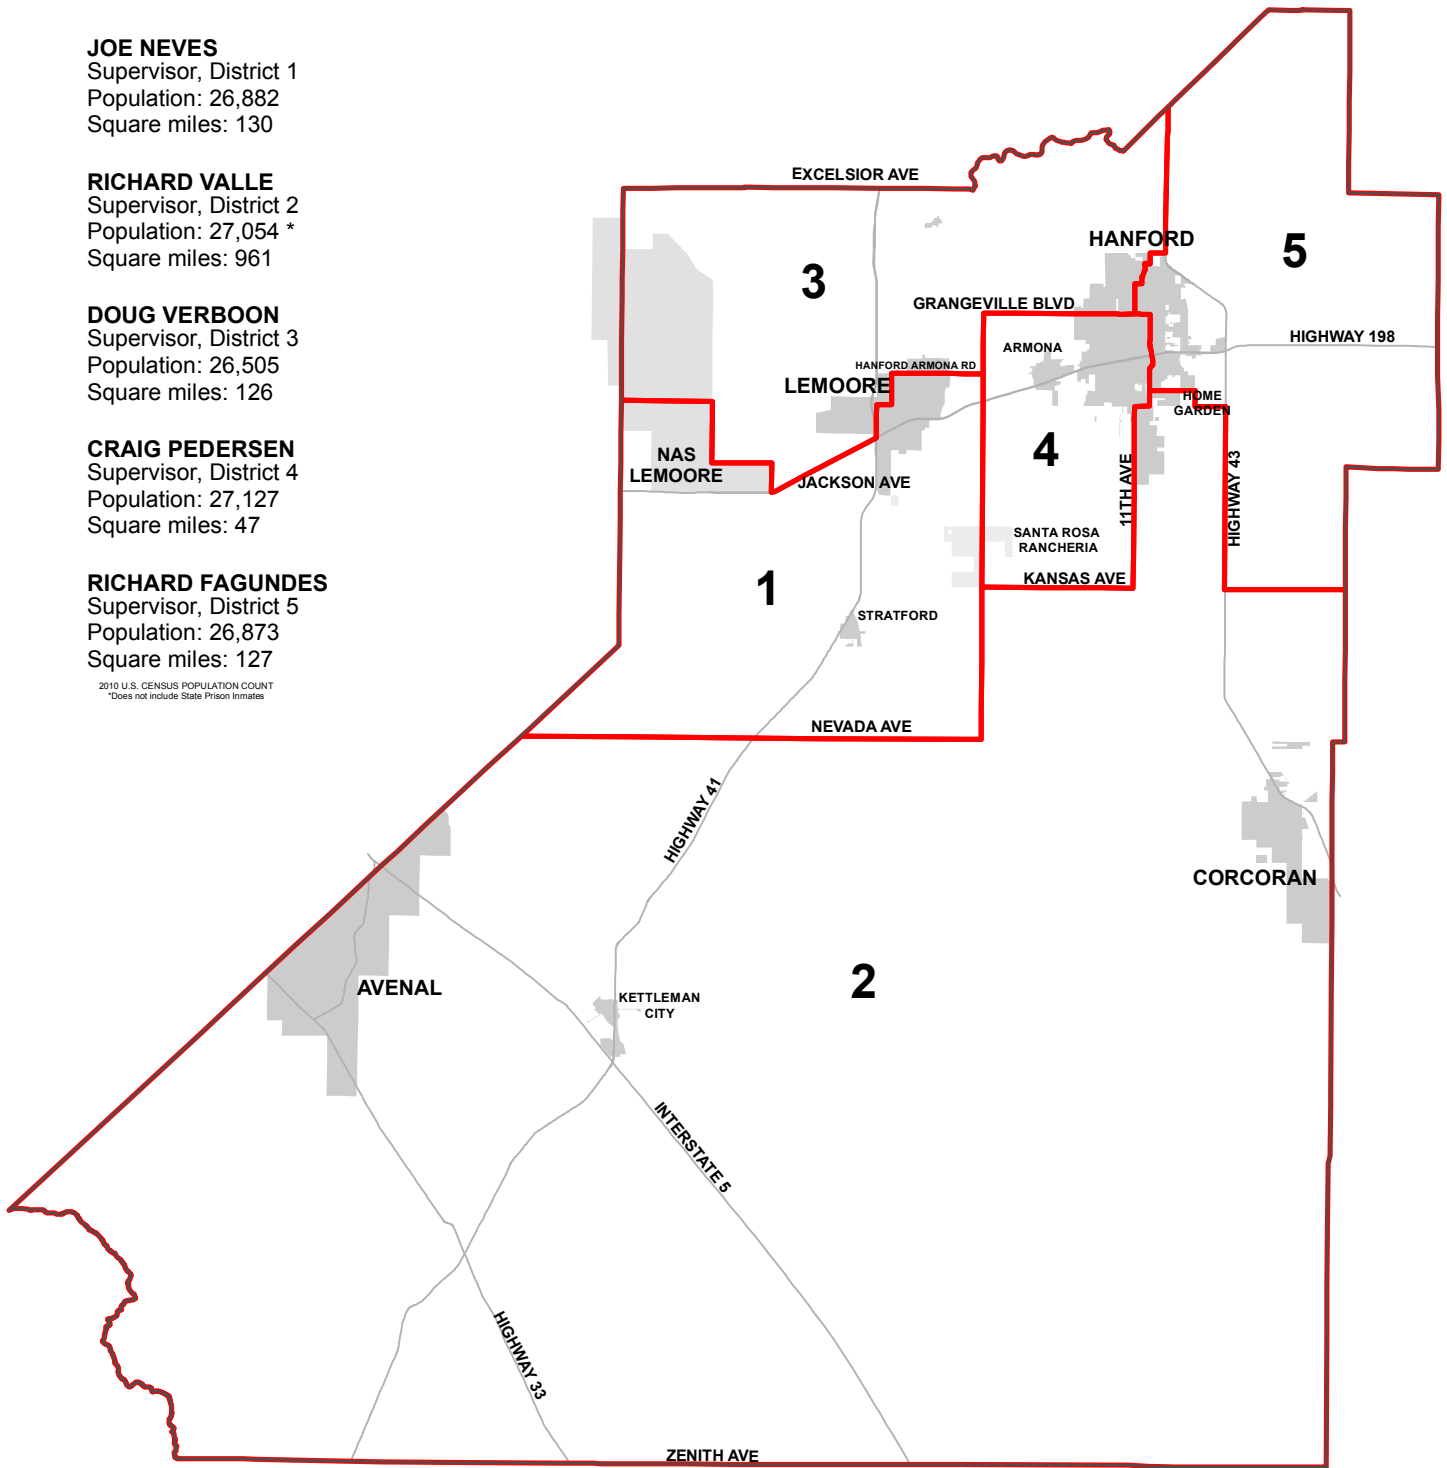 JOE NEVES
Supervisor, District 1
Population: 26,882
Square miles: 130
RICHARD VALLE
Supervisor, District 2
Population: 27,054 *
Square miles: 961
DOUG VERBOON
Supervisor, District 3
Population: 26,505
Square miles: 126
CRAIG PEDERSEN
Supervisor, District 4
Population: 27,127
Square miles: 47
RICHARD FAGUNDES
Supervisor, District 5
Population: 26,873
Square miles: 127
2010 U.S. CENSUS POPULATION COUNT
*Does not include State Prison Inmates
EXCELSIOR AVE
HANFORD
5
3
GRANGEVILLE BLVD
HIGHWAY 198
ARMONA
HANFORD ARMONA RD
LEMOORE
HOME
GARDEN
4
NAS
LEMOORE
JACKSON AVE
11TH AVE
HIGHWAY 43
SANTA ROSA
RANCHERIA
KANSAS AVE
1
STRATFORD
NEVADA AVE
HIGHWAY 41
CORCORAN
AVENAL
2
KETTLEMAN
CITY
INTERSTATE 5
HIGHWAY 33
ZENITH AVE